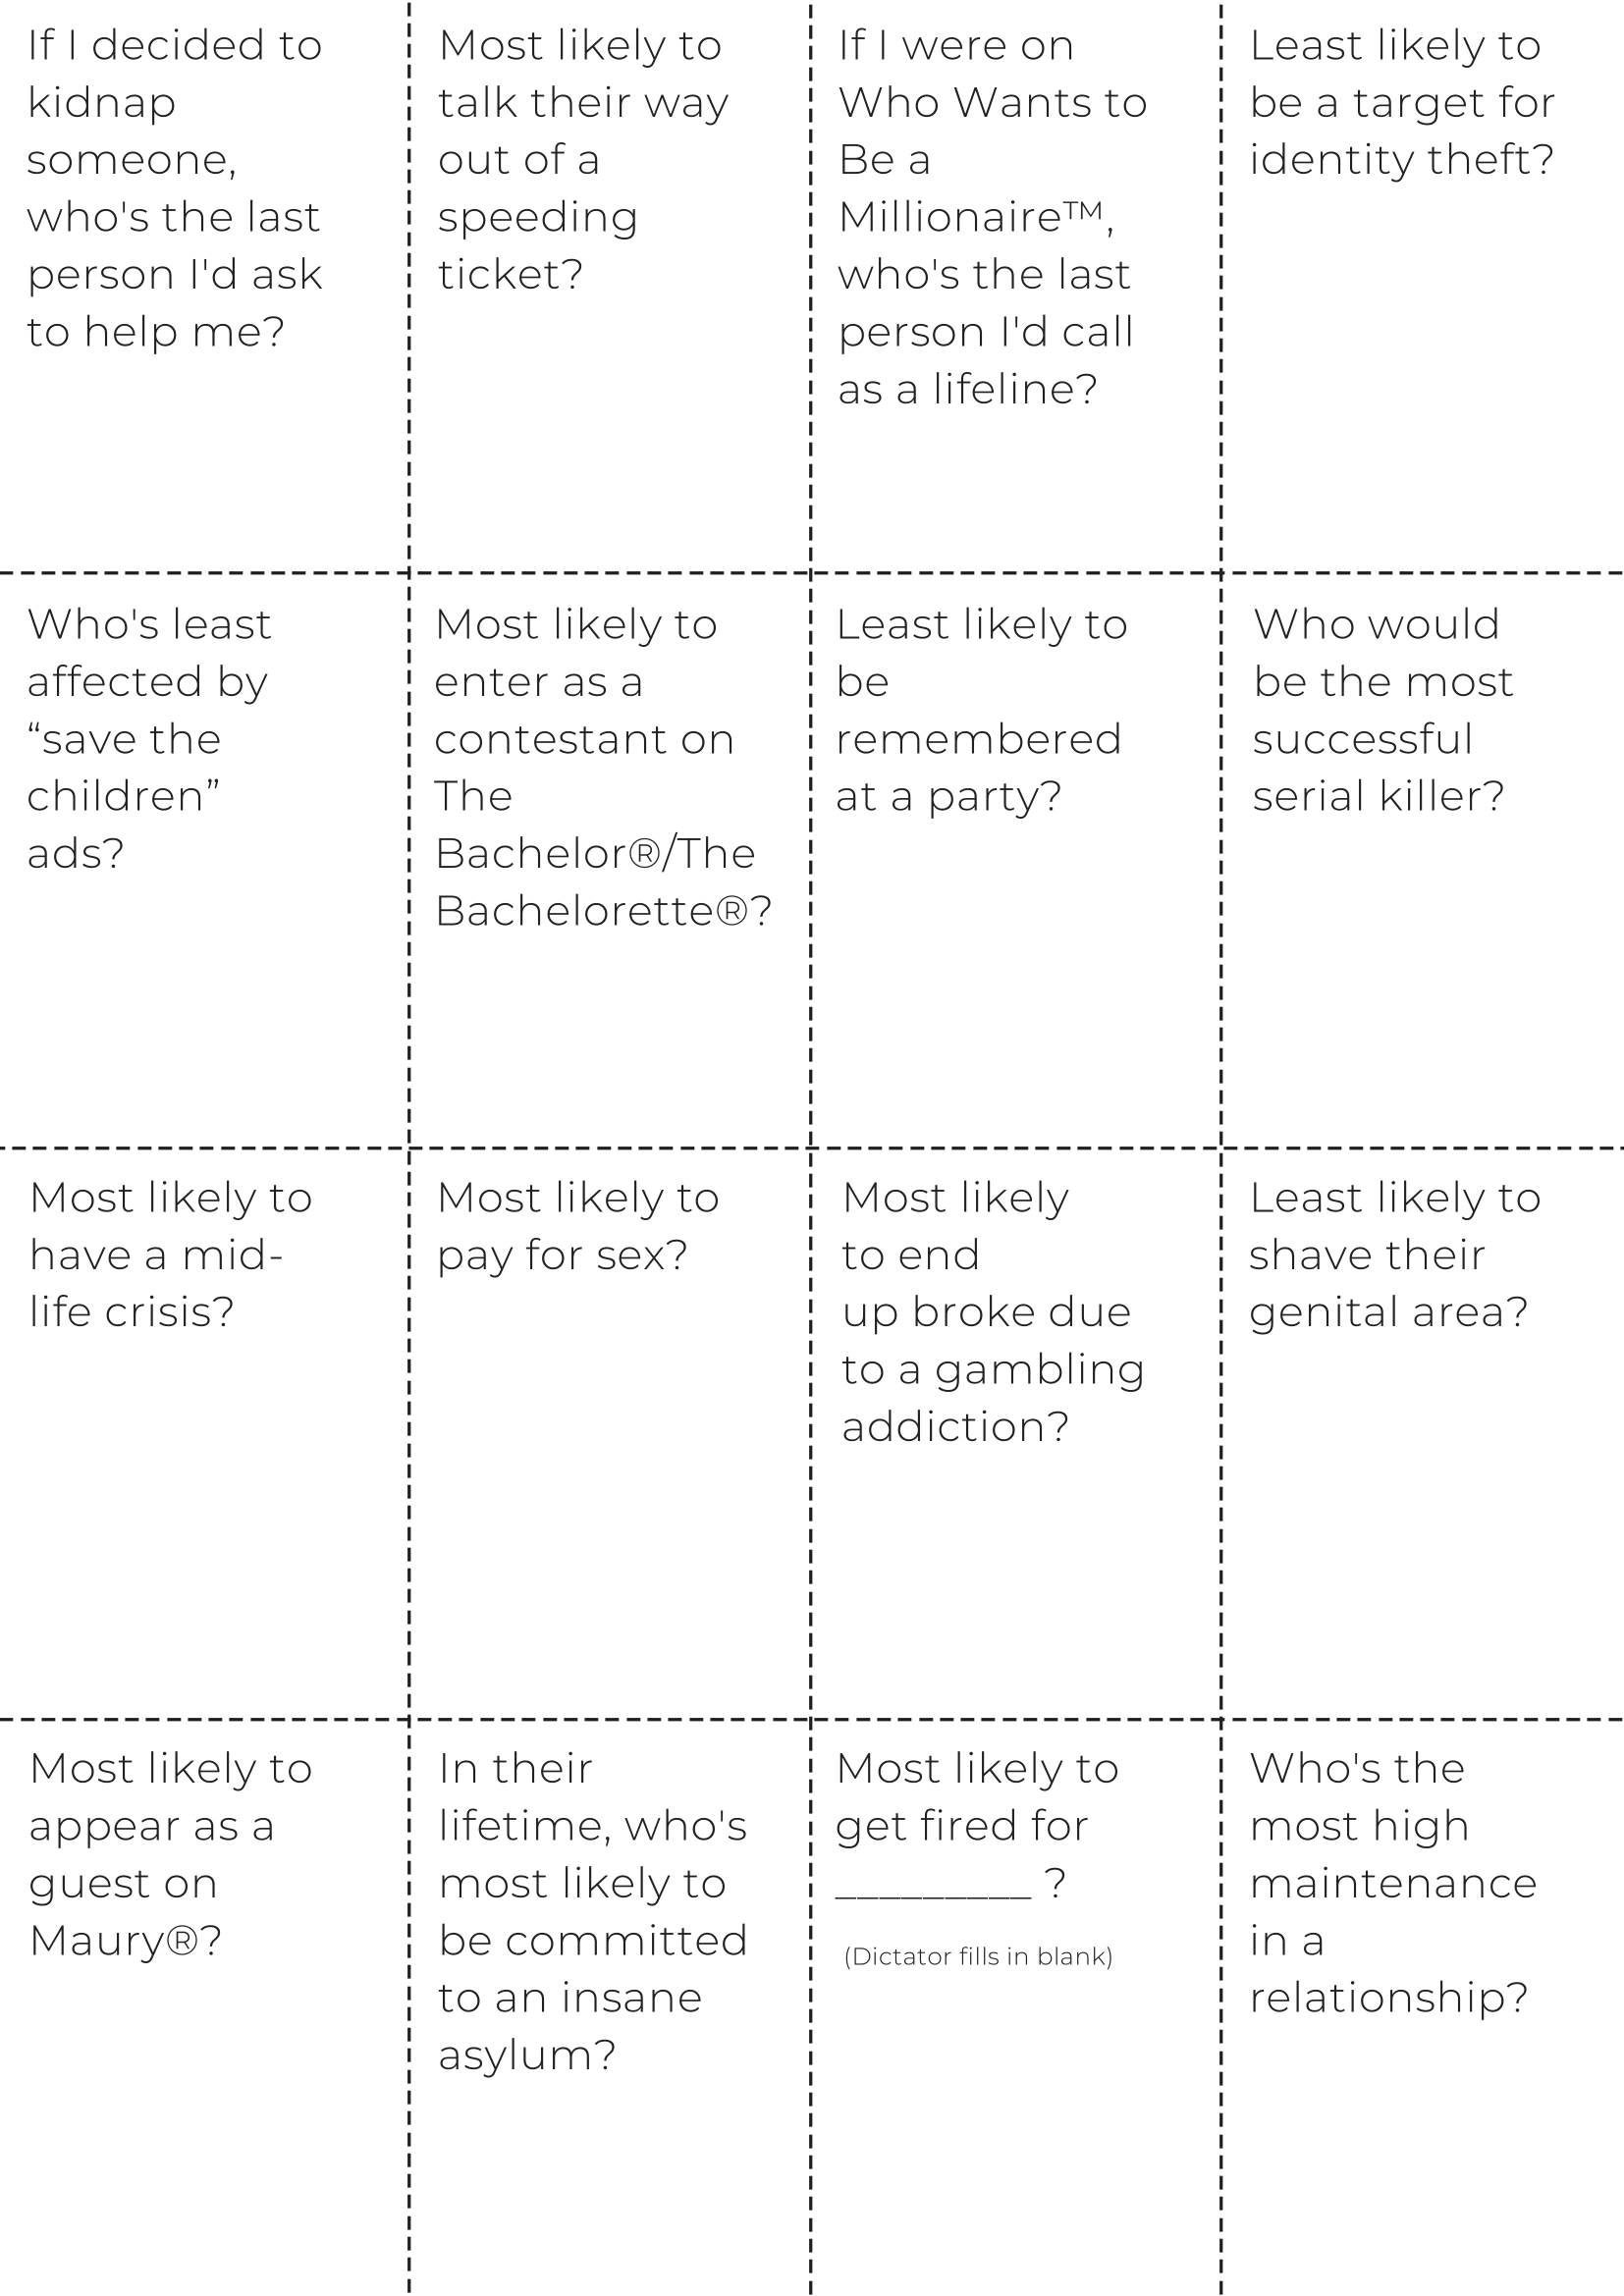 If I decided to
kidnap
someone,
who's the last
person I'd ask
to help me?
Most likely to
talk their way
out of a
speeding
ticket?
If I were on
Who Wants to
Be a
Millionaire™,
who's the last
person I'd call
as a lifeline?
Least likely to
be a target for
identity theft?
Who's least
affected by
“save the
children”
ads?
Most likely to
enter as a
contestant on
The
Bachelor®/The
Bachelorette®?
Least likely to
be
remembered
at a party?
Who would
be the most
successful
serial killer?
Most likely to
have a mid-
life crisis?
Most likely to
pay for sex?
Most likely
to end
up broke due
to a gambling
addiction?
Least likely to
shave their
genital area?
Most likely to
appear as a
guest on
Maury®?
In their
lifetime, who's
most likely to
be committed
to an insane
asylum?
Most likely to
get fired for
_________ ?
(Dictator fills in blank)
Who's the
most high
maintenance
in a
relationship?